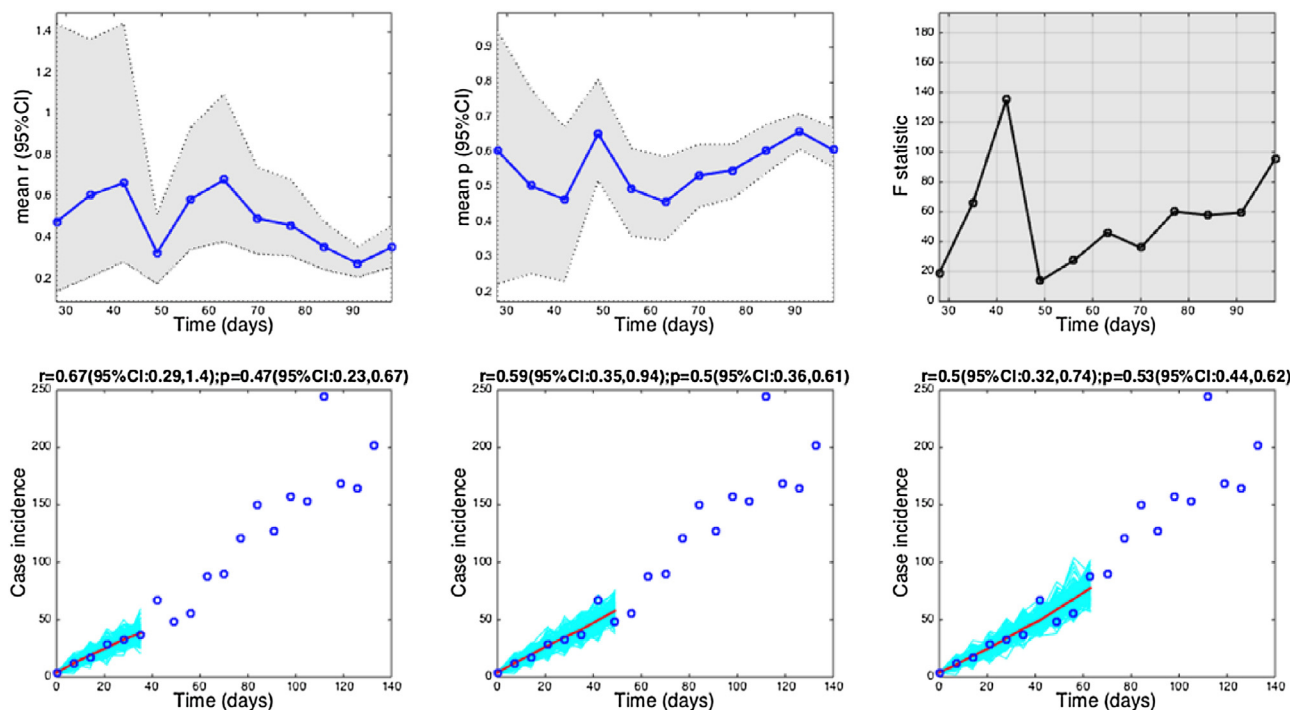 mean r (95%CI)
1.4
1.2
1
0.8
0.6
0.4
0.2
30 40 50 60 70 80 90
Time (days)
mean p (95%CI)
0.9
0.8
0.7
0.6
0.5
0.4
0.3
0.2
30 40 50 60 70 80 90
Time (days)
F statistic
180
160
140
120
100
80
60
40
20
0
30 40 50 60 70 80 90
Time (days)
r=0.67(95%CI:0.29,1.4);p=0.47(95%CI:0.23,0.67)
Case incidence
250
200
150
100
50
0
0 20 40 60 80 100 120 140
Time (days)
r=0.59(95%CI:0.35,0.94);p=0.5(95%CI:0.36,0.61)
Case incidence
250
200
150
100
50
0
0 20 40 60 80 100 120 140
Time (days)
r=0.5(95%CI:0.32,0.74);p=0.53(95%CI:0.44,0.62)
Case incidence
250
200
150
100
50
0
0 20 40 60 80 100 120 140
Time (days)